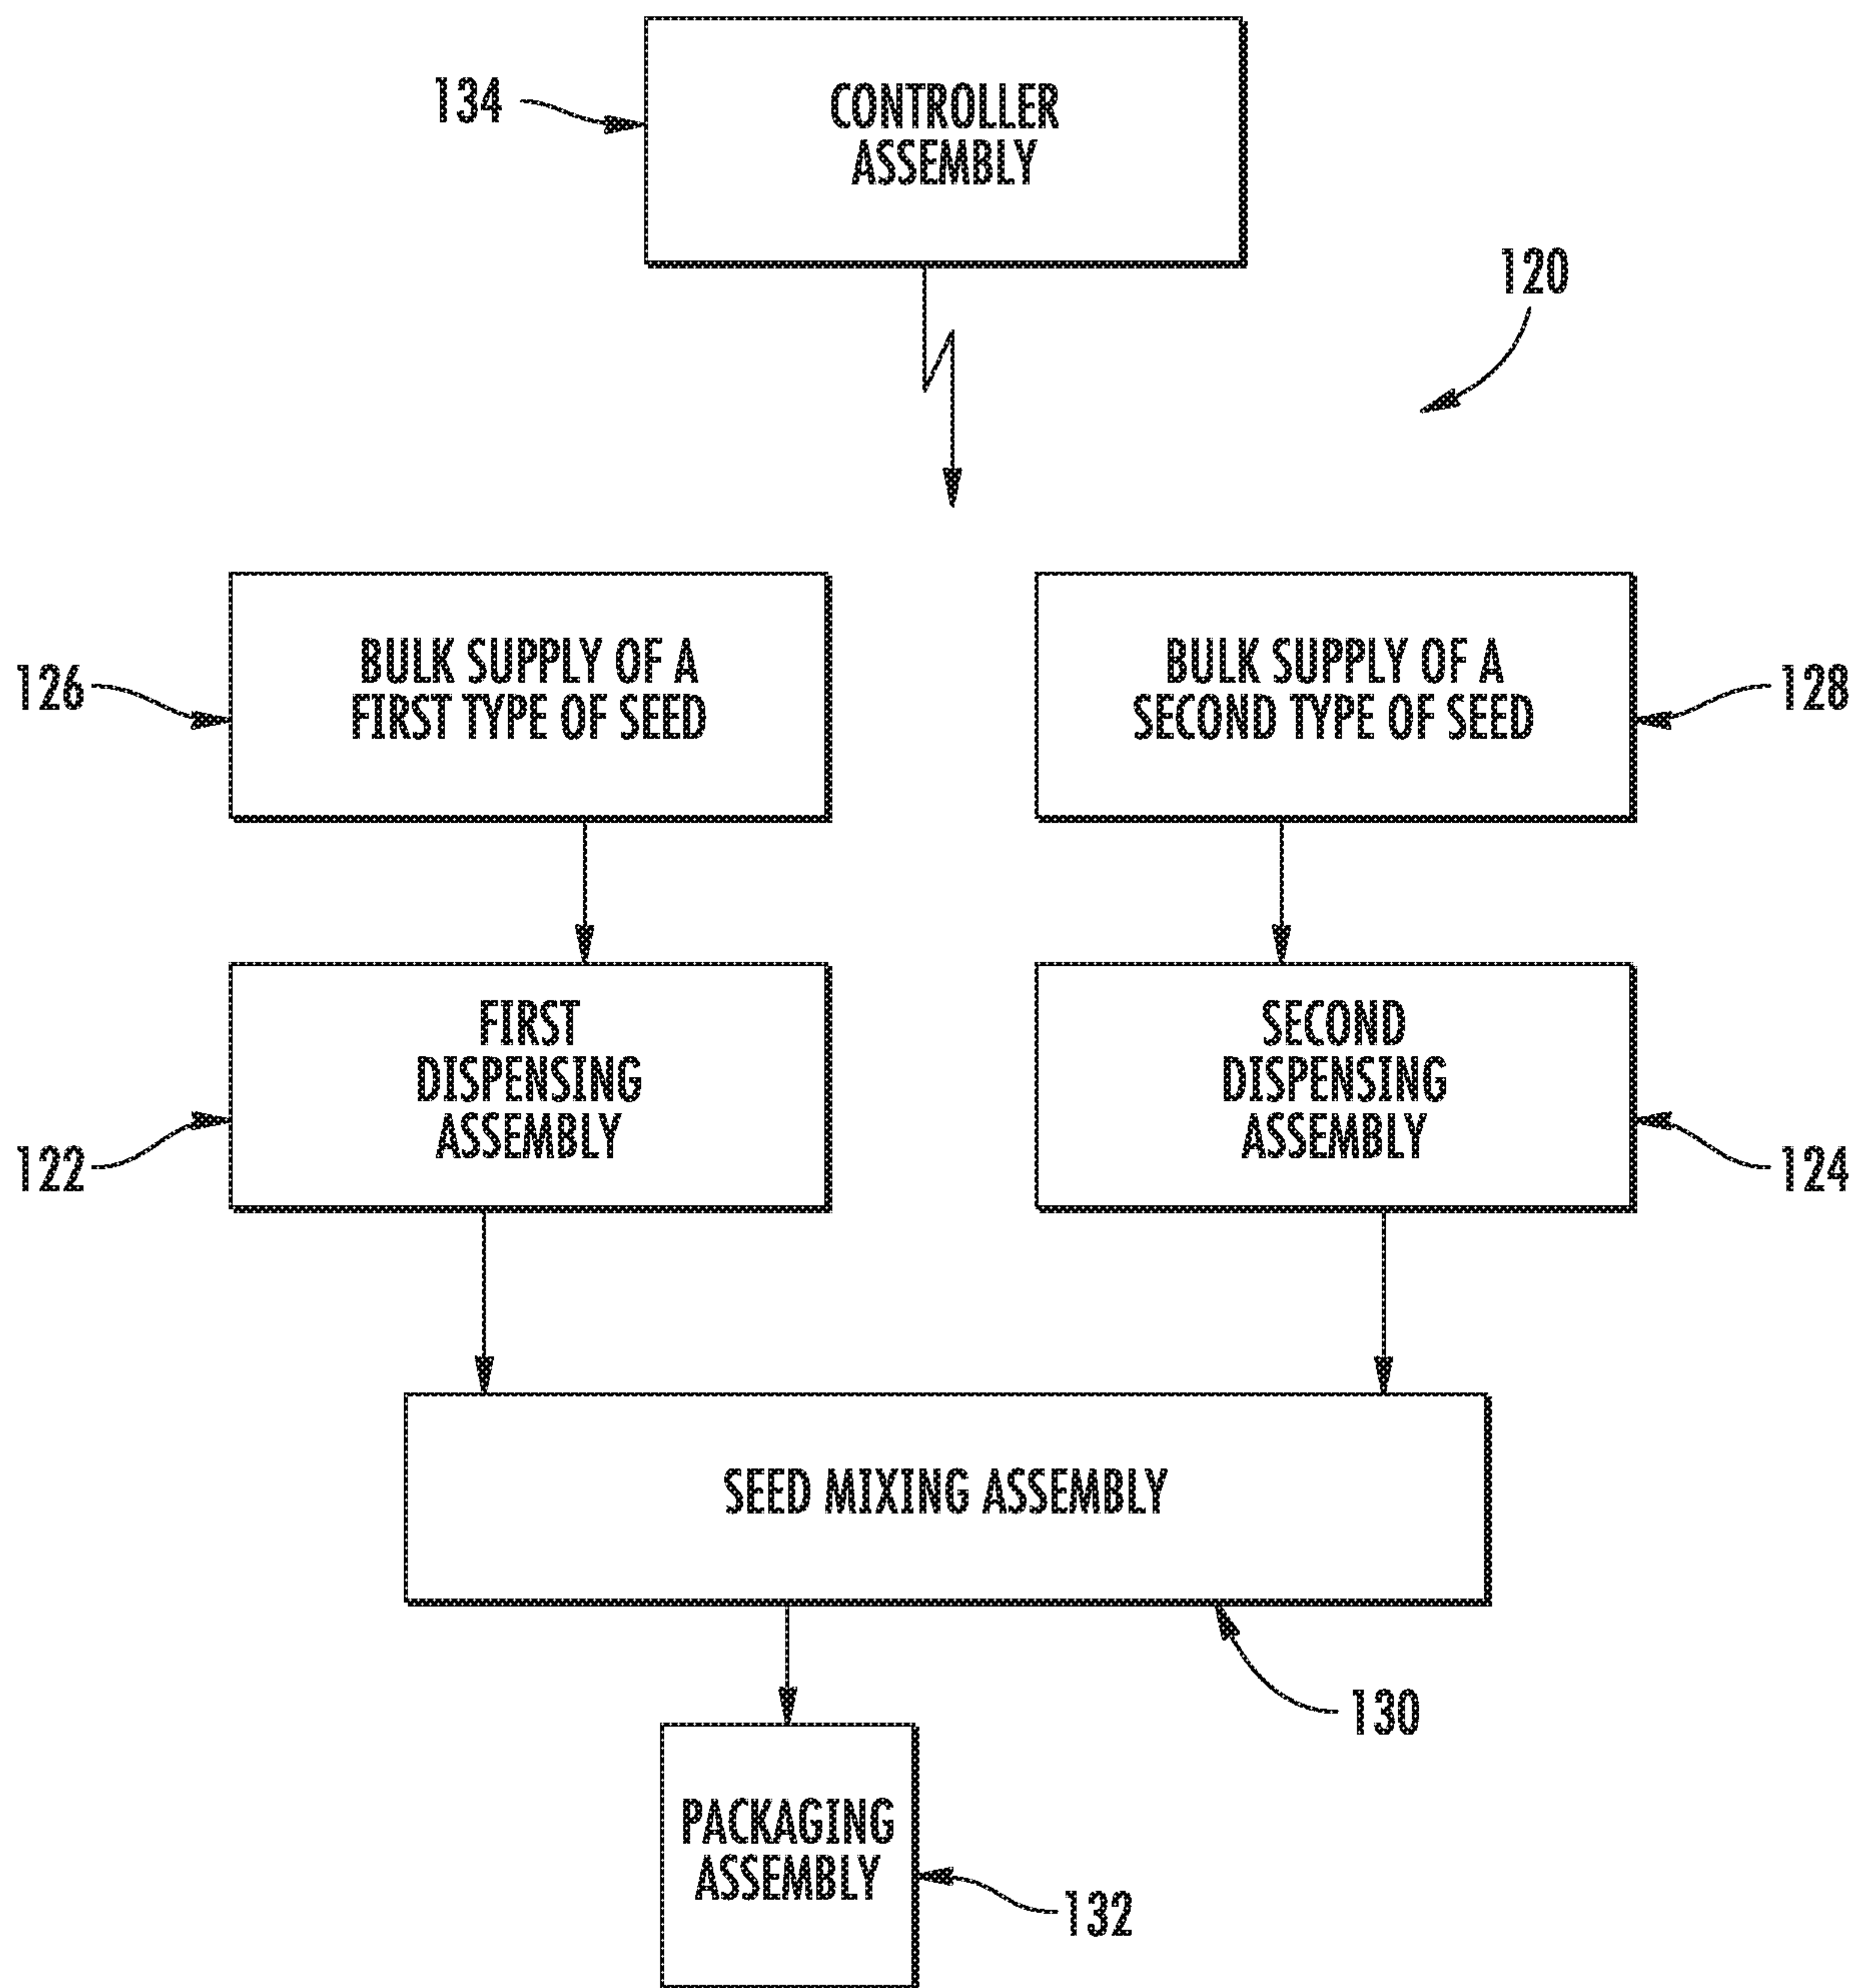 134
CONTROLLER
ASSEMBLY
120
126
BULK SUPPLY OF A
FIRST TYPE OF SEED
BULK SUPPLY OF A
SECOND TYPE OF SEED
128
122
FIRST
DISPENSING
ASSEMBLY
SECOND
DISPENSING
ASSEMBLY
124
SEED MIXING ASSEMBLY
130
PACKAGING
ASSEMBLY
132